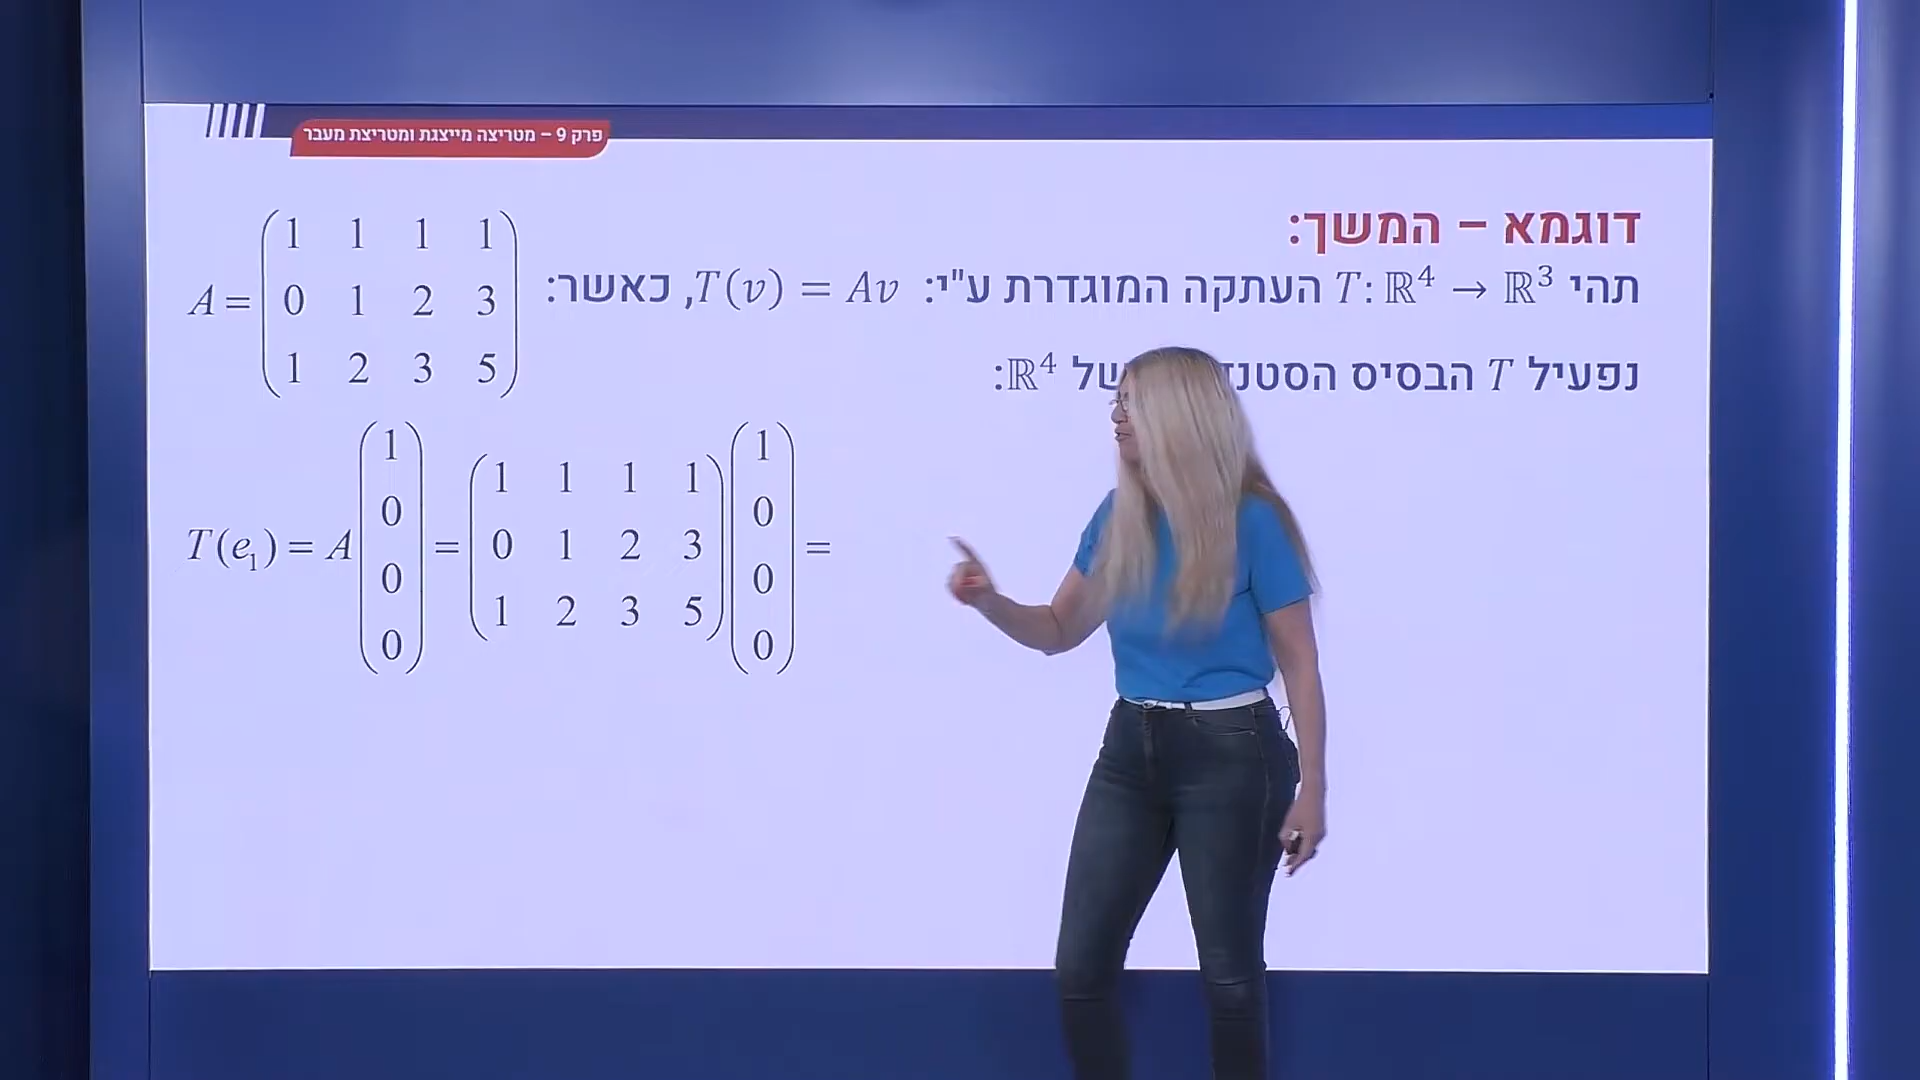 פרק 9 – מטריצה מייצגת ומטריצת מעבר
דוגמא – המשך:
תהי T: ℝ⁴ → ℝ³ העתקה המוגדרת ע"י: T(v) = Av, כאשר:
A = (1 1 1 1
0 1 2 3
1 2 3 5)
נפעיל T הבסיס של ℝ⁴:
T(e₁) = A (1 0 0 0) = (1 1 1 1
0 1 2 3
1 2 3 5) (1 0 0 0) =